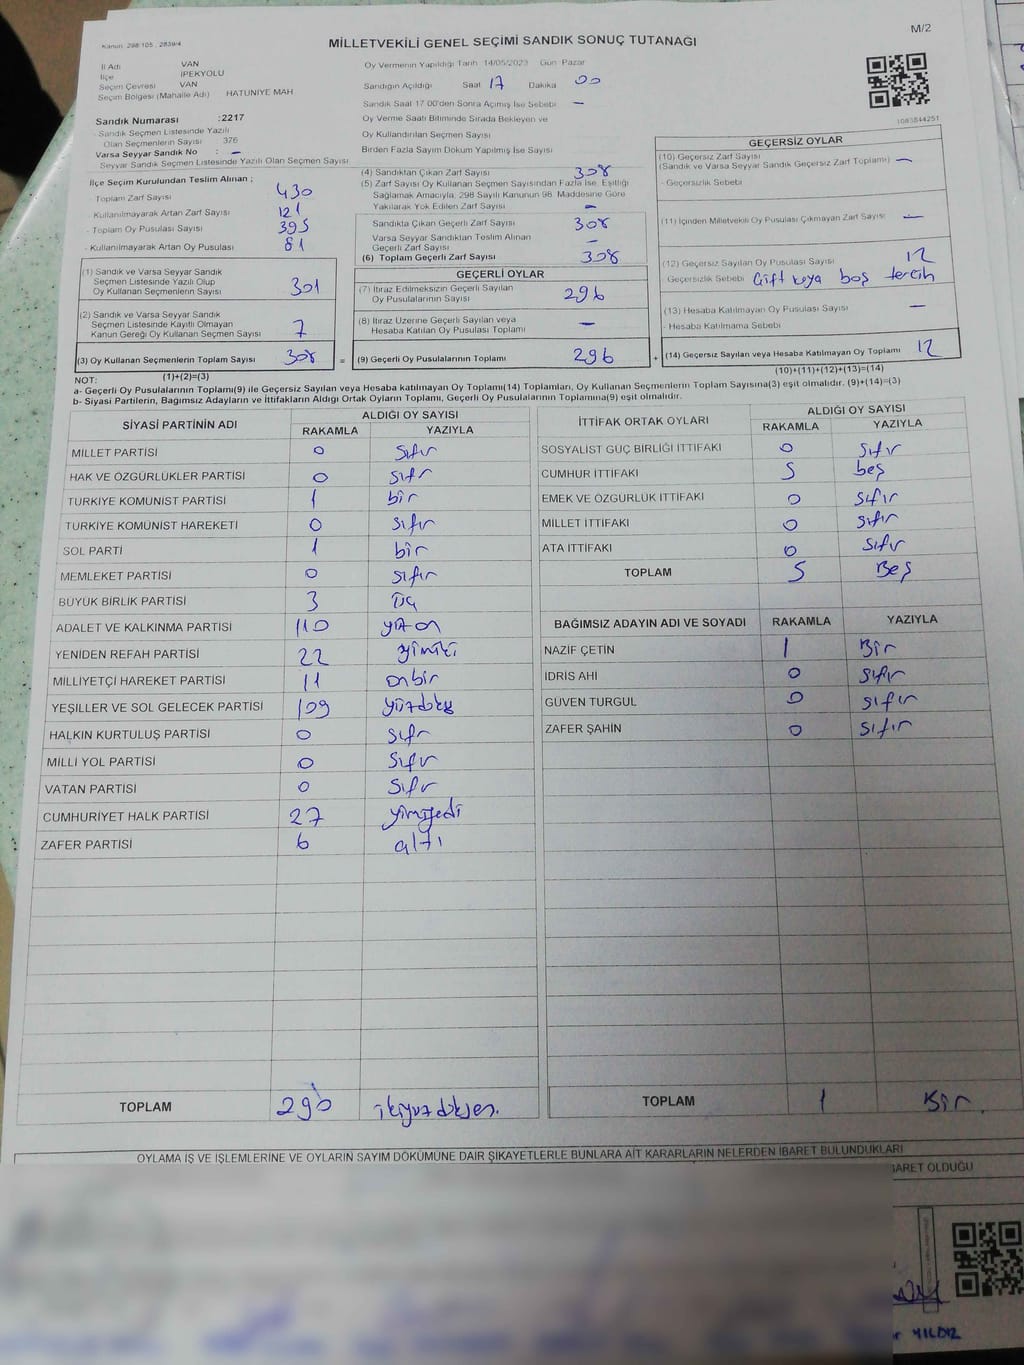 M/2
Kanun: 298/105 , 2839/4
MİLLETVEKİLİ GENEL SEÇİMİ SANDIK SONUÇ TUTANAĞI
İl Adı VAN
İlçe İPEKYOLU
Seçim Çevresi VAN
Seçim Bölgesi (Mahalle Adı) HATUNİYE MAH
Sandık Numarası :2217
- Sandık Seçmen Listesinde Yazılı
Olan Seçmenlerin Sayısı 376
Varsa Seyyar Sandık No : -
Seyyar Sandık Seçmen Listesinde Yazılı Olan Seçmen Sayısı
Oy Vermenin Yapıldığı Tarih 14/05/2023 Gün Pazar
Sandığın Açıldığı Saat 17 Dakika 00
Sandık Saat 17.00'den Sonra Açılmış İse Sebebi -
Oy Verme Saati Bitiminde Sırada Bekleyen ve
Oy Kullandırılan Seçmen Sayısı
Birden Fazla Sayım Döküm Yapılmış İse Sayısı
1083844251
İlçe Seçim Kurulundan Teslim Alınan ;
- Toplam Zarf Sayısı 430
- Kullanılmayarak Artan Zarf Sayısı 121
- Toplam Oy Pusulası Sayısı 395
- Kullanılmayarak Artan Oy Pusulası 81
(1) Sandık ve Varsa Seyyar Sandık
Seçmen Listesinde Yazılı Olup
Oy Kullanan Seçmenlerin Sayısı 301
(2) Sandık ve Varsa Seyyar Sandık
Seçmen Listesinde Kayıtlı Olmayan
Kanun Gereği Oy Kullanan Seçmen Sayısı 7
(3) Oy Kullanan Seçmenlerin Toplam Sayısı 308 =
(1)+(2)=(3)
(4) Sandıktan Çıkan Zarf Sayısı 308
(5) Zarf Sayısı Oy Kullanan Seçmen Sayısından Fazla İse, Eşitliği
Sağlamak Amacıyla, 298 Sayılı Kanunun 98. Maddesine Göre
Yakılarak Yok Edilen Zarf Sayısı -
Sandıkta Çıkan Geçerli Zarf Sayısı 308
Varsa Seyyar Sandıktan Teslim Alınan
Geçerli Zarf Sayısı -
(6) Toplam Geçerli Zarf Sayısı 308
GEÇERLİ OYLAR
(7) İtiraz Edilmeksizin Geçerli Sayılan
Oy Pusulalarının Sayısı 296
(8) İtiraz Üzerine Geçerli Sayılan veya
Hesaba Katılan Oy Pusulası Toplamı -
(9) Geçerli Oy Pusulalarının Toplamı 296 +
GEÇERSİZ OYLAR
(10) Geçersiz Zarf Sayısı
(Sandık ve Varsa Seyyar Sandık Geçersiz Zarf Toplamı) -
- Geçersizlik Sebebi
(11) İçinden Milletvekili Oy Pusulası Çıkmayan Zarf Sayısı -
(12) Geçersiz Sayılan Oy Pusulası Sayısı 12
Geçersizlik Sebebi Çift veya boş tercih
(13) Hesaba Katılmayan Oy Pusulası Sayısı -
- Hesaba Katılmama Sebebi
(14) Geçersiz Sayılan veya Hesaba Katılmayan Oy Toplamı 12
(10)+(11)+(12)+(13)=(14)
NOT:
a- Geçerli Oy Pusulalarının Toplamı(9) ile Geçersiz Sayılan veya Hesaba katılmayan Oy Toplamı(14) Toplamları, Oy Kullanan Seçmenlerin Toplam Sayısına(3) eşit olmalıdır. (9)+(14)=(3)
b- Siyasi Partilerin, Bağımsız Adayların ve İttifakların Aldığı Ortak Oyların Toplamı, Geçerli Oy Pusulalarının Toplamına(9) eşit olmalıdır.
SİYASİ PARTİNİN ADI ALDIĞI OY SAYISI
RAKAMLA YAZIYLA
MİLLET PARTİSİ 0 sıfır
HAK VE ÖZGÜRLÜKLER PARTİSİ 0 sıfır
TÜRKİYE KOMÜNİST PARTİSİ 1 bir
TÜRKİYE KOMÜNİST HAREKETİ 0 sıfır
SOL PARTİ 1 bir
MEMLEKET PARTİSİ 0 sıfır
BÜYÜK BİRLİK PARTİSİ 3 üç
ADALET VE KALKINMA PARTİSİ 110 yüzon
YENİDEN REFAH PARTİSİ 22
MİLLİYETÇİ HAREKET PARTİSİ 11 onbir
YEŞİLLER VE SOL GELECEK PARTİSİ 109
HALKIN KURTULUŞ PARTİSİ 0 sıfır
MİLLİ YOL PARTİSİ 0 sıfır
VATAN PARTİSİ 0 sıfır
CUMHURİYET HALK PARTİSİ 27 yirmiyedi
ZAFER PARTİSİ 6 altı
TOPLAM 290 ikiyüzdoksan.
İTTİFAK ORTAK OYLARI ALDIĞI OY SAYISI
RAKAMLA YAZIYLA
SOSYALİST GÜÇ BİRLİĞİ İTTİFAKI 0 sıfır
CUMHUR İTTİFAKI 5 beş
EMEK VE ÖZGÜRLÜK İTTİFAKI 0 sıfır
MİLLET İTTİFAKI 0 sıfır
ATA İTTİFAKI 0 sıfır
TOPLAM 5 Beş
BAĞIMSIZ ADAYIN ADI VE SOYADI RAKAMLA YAZIYLA
NAZİF ÇETİN 1 Bir
İDRİS AHİ 0 sıfır
GÜVEN TURGUL 0 sıfır
ZAFER ŞAHİN 0 sıfır
TOPLAM 1 Bir.
OYLAMA İŞ VE İŞLEMLERİNE VE OYLARIN SAYIM DÖKÜMÜNE DAİR ŞİKAYETLERLE BUNLARA AİT KARARLARIN NELERDEN İBARET BULUNDUKLARI
BARET OLDUĞU
YILDIZ